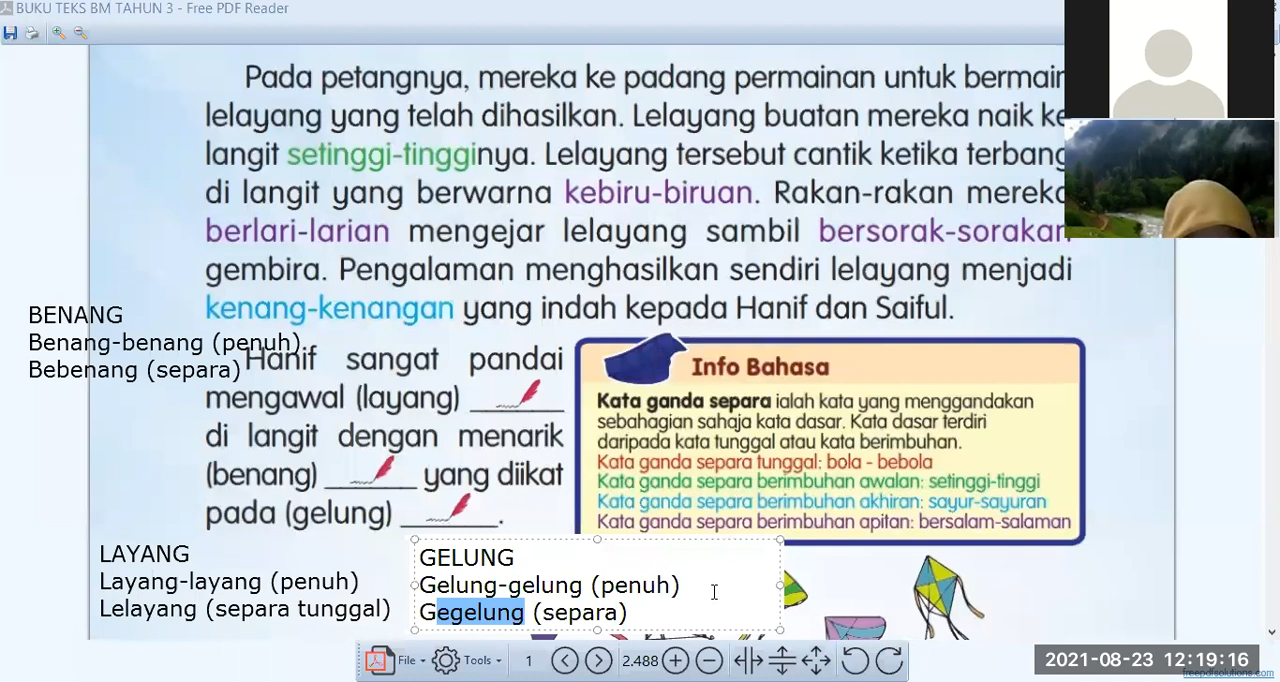 BUKU TEKS BM TAHUN 3 - Free PDF Reader
Pada petangnya, mereka ke padang permainan untuk bermain
lelayang yang telah dihasilkan. Lelayang buatan mereka naik ke
langit setinggi-tingginya. Lelayang tersebut cantik ketika terbang
di langit yang berwarna kebiru-biruan. Rakan-rakan mereka
berlari-larian mengejar lelayang sambil bersorak-sorakan
gembira. Pengalaman menghasilkan sendiri lelayang menjadi
kenang-kenangan yang indah kepada Hanif dan Saiful.
BENANG
Benang-benang (penuh)
Bebenang (separa)
Hanif sangat pandai
mengawal (layang)
di langit dengan menarik
(benang) yang diikat
pada (gelung) .
Info Bahasa
Kata ganda separa ialah kata yang menggandakan
sebahagian sahaja kata dasar. Kata dasar terdiri
daripada kata tunggal atau kata berimbuhan.
Kata ganda separa tunggal: bola - bebola
Kata ganda separa berimbuhan awalan: setinggi-tinggi
Kata ganda separa berimbuhan akhiran: sayur-sayuran
Kata ganda separa berimbuhan apitan: bersalam-salaman
LAYANG
Layang-layang (penuh)
Lelayang (separa tunggal)
GELUNG
Gelung-gelung (penuh)
Gegelung (separa)
File Tools 1 2.488
2021-08-23 12:19:16
freepdfsolutions.com